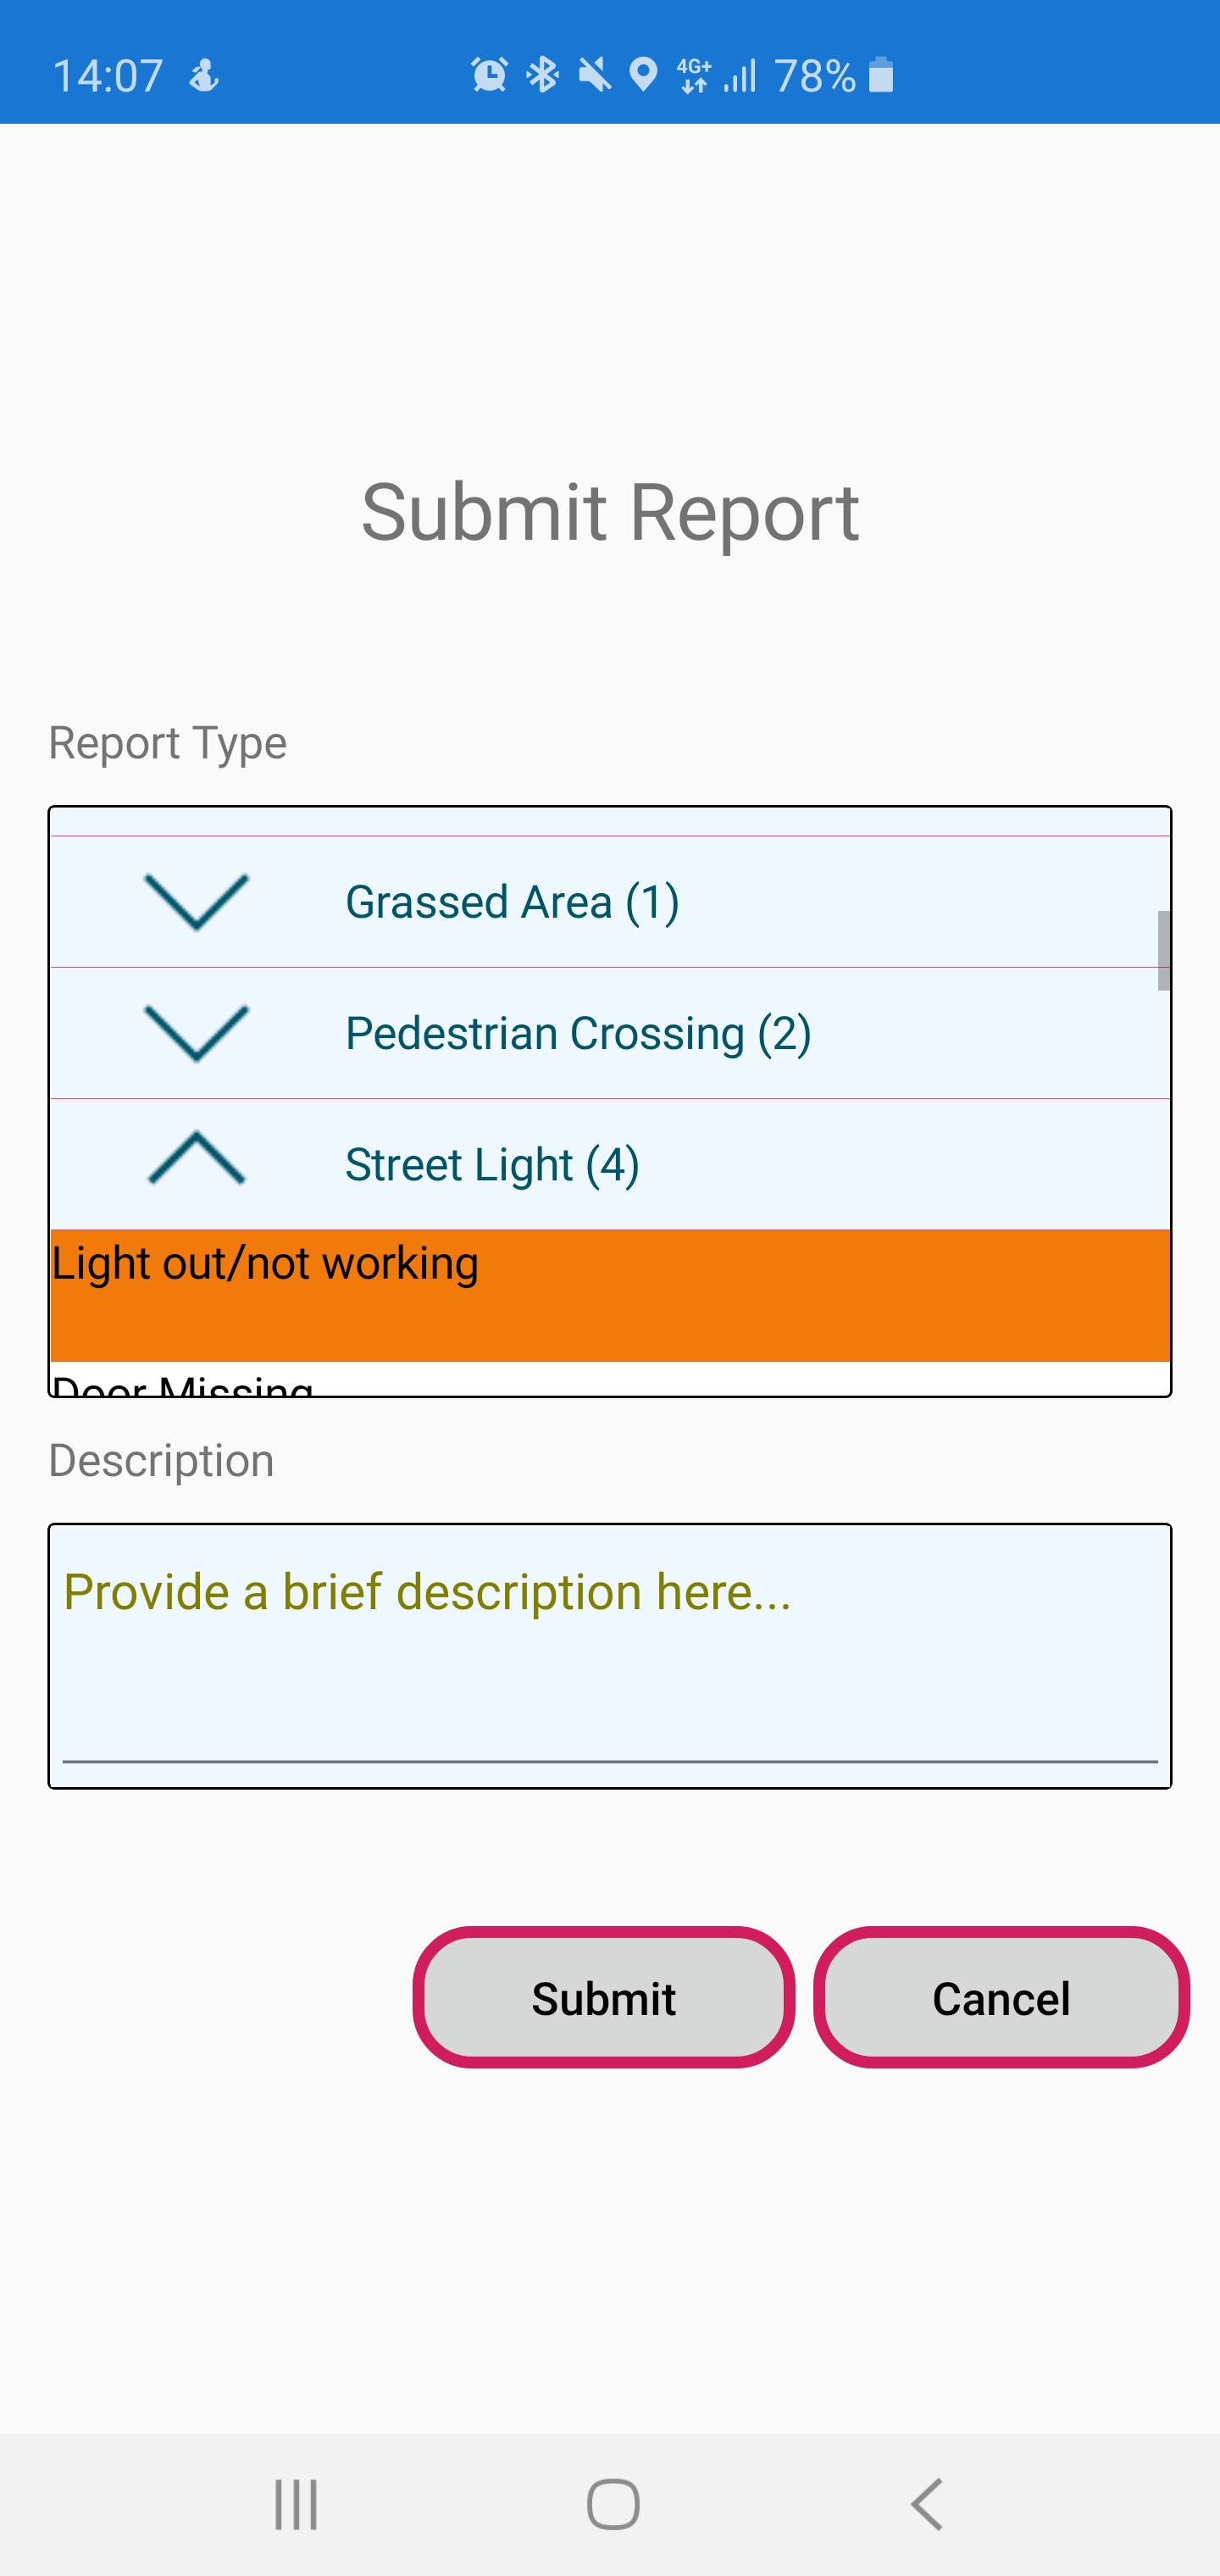 14:07
4G+
78%
Submit Report
Report Type
Grassed Area (1)
Pedestrian Crossing (2)
Street Light (4)
Light out/not working
Door Missing
Description
Provide a brief description here...
Submit
Cancel